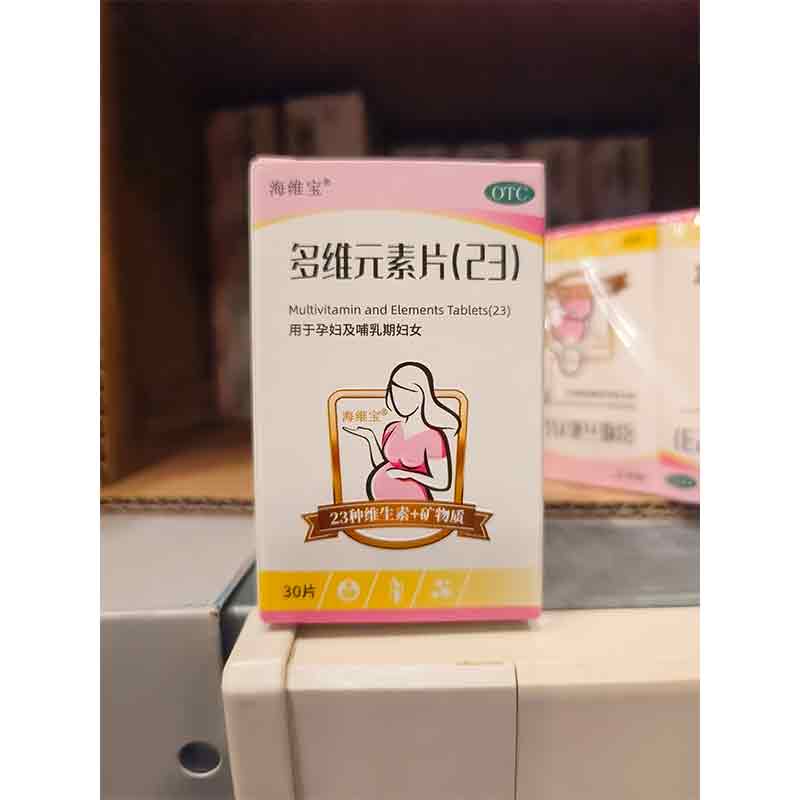 海维宝®
OTC
多维元素片(23)
Multivitamin and Elements Tablets(23)
用于孕妇及哺乳期妇女
海维宝®
23种维生素+矿物质
30片